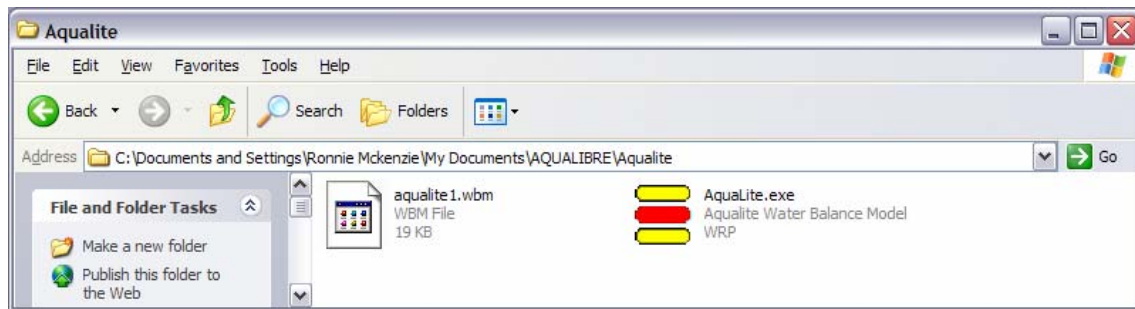 Aqualite
File Edit View Favorites Tools Help
Back Search Folders
Address C:\Documents and Settings\Ronnie Mckenzie\My Documents\AQUALIBRE\Aqualite Go
File and Folder Tasks
Make a new folder
Publish this folder to
the Web
aqualite1.wbm
WBM File
19 KB
AquaLite.exe
Aqualite Water Balance Model
WRP